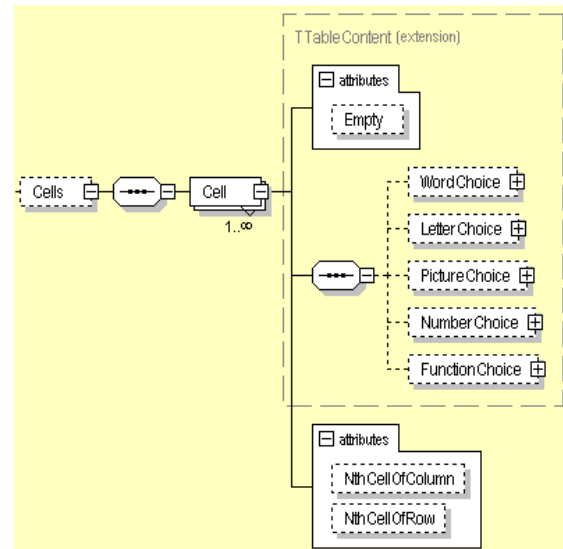 TTableContent (extension)
attributes
Empty
Cells
Cell
1..∞
WordChoice
LetterChoice
PictureChoice
NumberChoice
FunctionChoice
attributes
NthCellOfColumn
NthCellOfRow